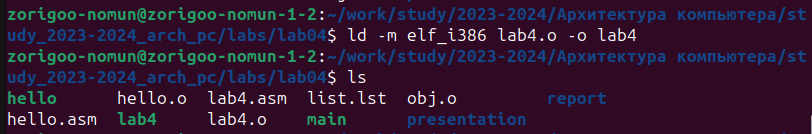 zorigoo-nomun@zorigoo-nomun-1-2:~/work/study/2023-2024/Архитектура компьютера/st
udy_2023-2024_arch_pc/labs/lab04$ ld -m elf_i386 lab4.o -o lab4
zorigoo-nomun@zorigoo-nomun-1-2:~/work/study/2023-2024/Архитектура компьютера/st
udy_2023-2024_arch_pc/labs/lab04$ ls
hello hello.o lab4.asm list.lst obj.o report
hello.asm lab4 lab4.o main presentation